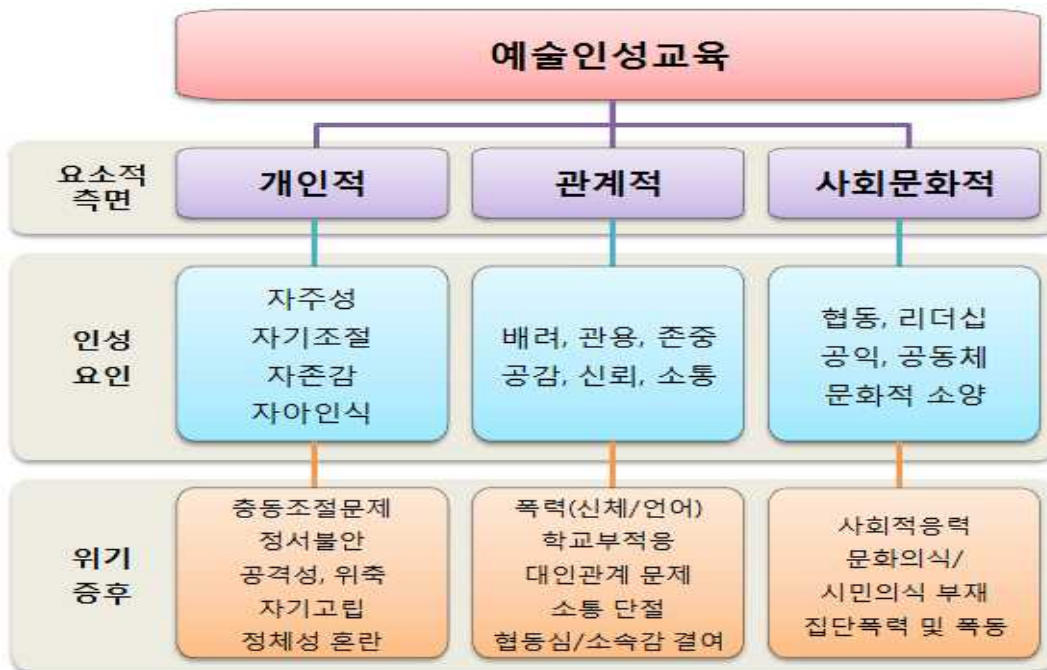 예술인성교육
요소적
측면
개인적
관계적
사회문화적
인성
요인
자주성
자기조절
자존감
자아인식
배려, 관용, 존중
공감, 신뢰, 소통
협동, 리더십
공익, 공동체
문화적 소양
위기
증후
충동조절문제
정서불안
공격성, 위축
자기고립
정체성 혼란
폭력(신체/언어)
학교부적응
대인관계 문제
소통 단절
협동심/소속감 결여
사회적응력
문화의식/
시민의식 부재
집단폭력 및 폭동